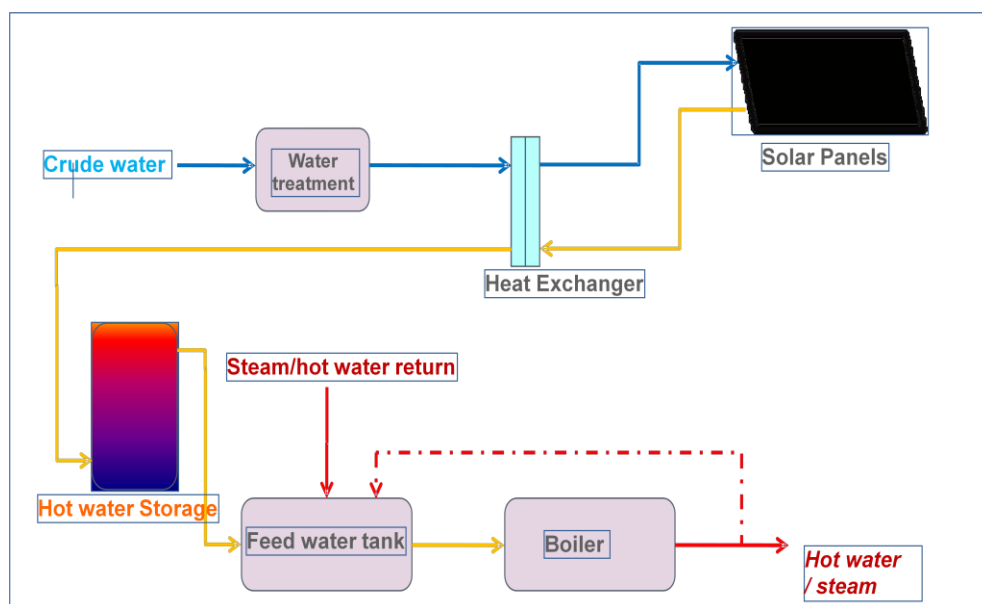 Crude water
Water
treatment
Solar Panels
Heat Exchanger
Steam/hot water return
Hot water Storage
Feed water tank
Boiler
Hot water
/ steam